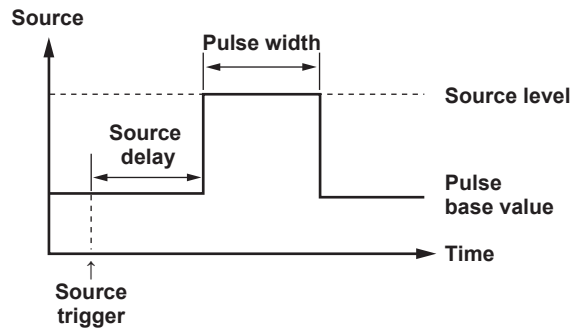 Source
Pulse width
Source level
Source
delay
Pulse
base value
Time
Source
trigger